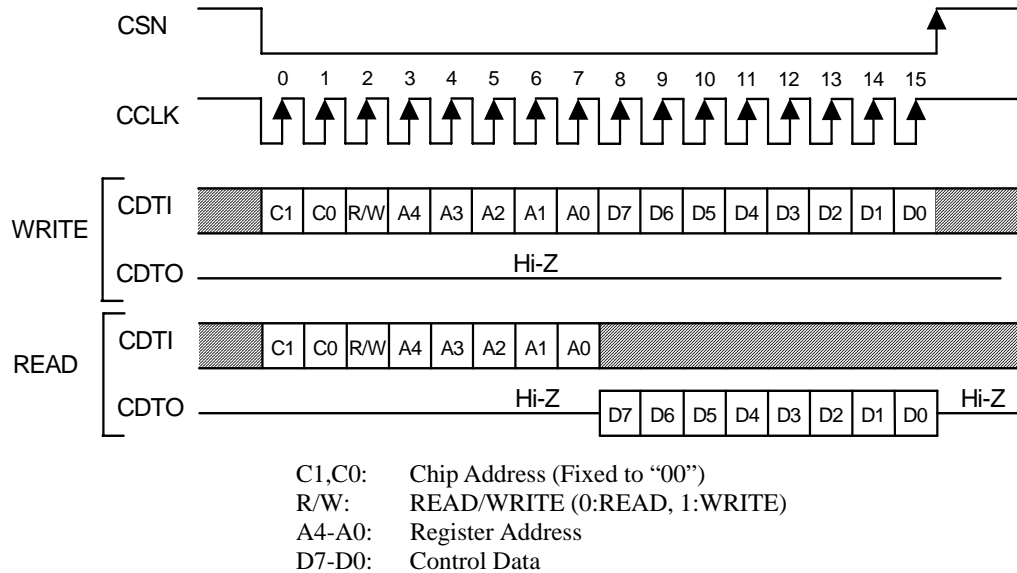 CSN
0 1 2 3 4 5 6 7 8 9 10 11 12 13 14 15
CCLK
WRITE
CDTI
C1 C0 R/W A4 A3 A2 A1 A0 D7 D6 D5 D4 D3 D2 D1 D0
CDTO
Hi-Z
READ
CDTI
C1 C0 R/W A4 A3 A2 A1 A0
CDTO
Hi-Z
D7 D6 D5 D4 D3 D2 D1 D0
Hi-Z
C1,C0: Chip Address (Fixed to “00”)
R/W: READ/WRITE (0:READ, 1:WRITE)
A4-A0: Register Address
D7-D0: Control Data